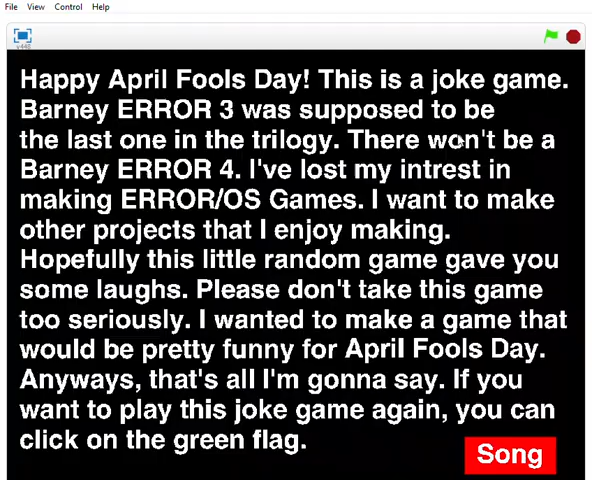 File View Control Help
v446
Happy April Fools Day! This is a joke game.
Barney ERROR 3 was supposed to be
the last one in the trilogy. There won't be a
Barney ERROR 4. I've lost my intrest in
making ERROR/OS Games. I want to make
other projects that I enjoy making.
Hopefully this little random game gave you
some laughs. Please don't take this game
too seriously. I wanted to make a game that
would be pretty funny for April Fools Day.
Anyways, that's all I'm gonna say. If you
want to play this joke game again, you can
click on the green flag.
Song